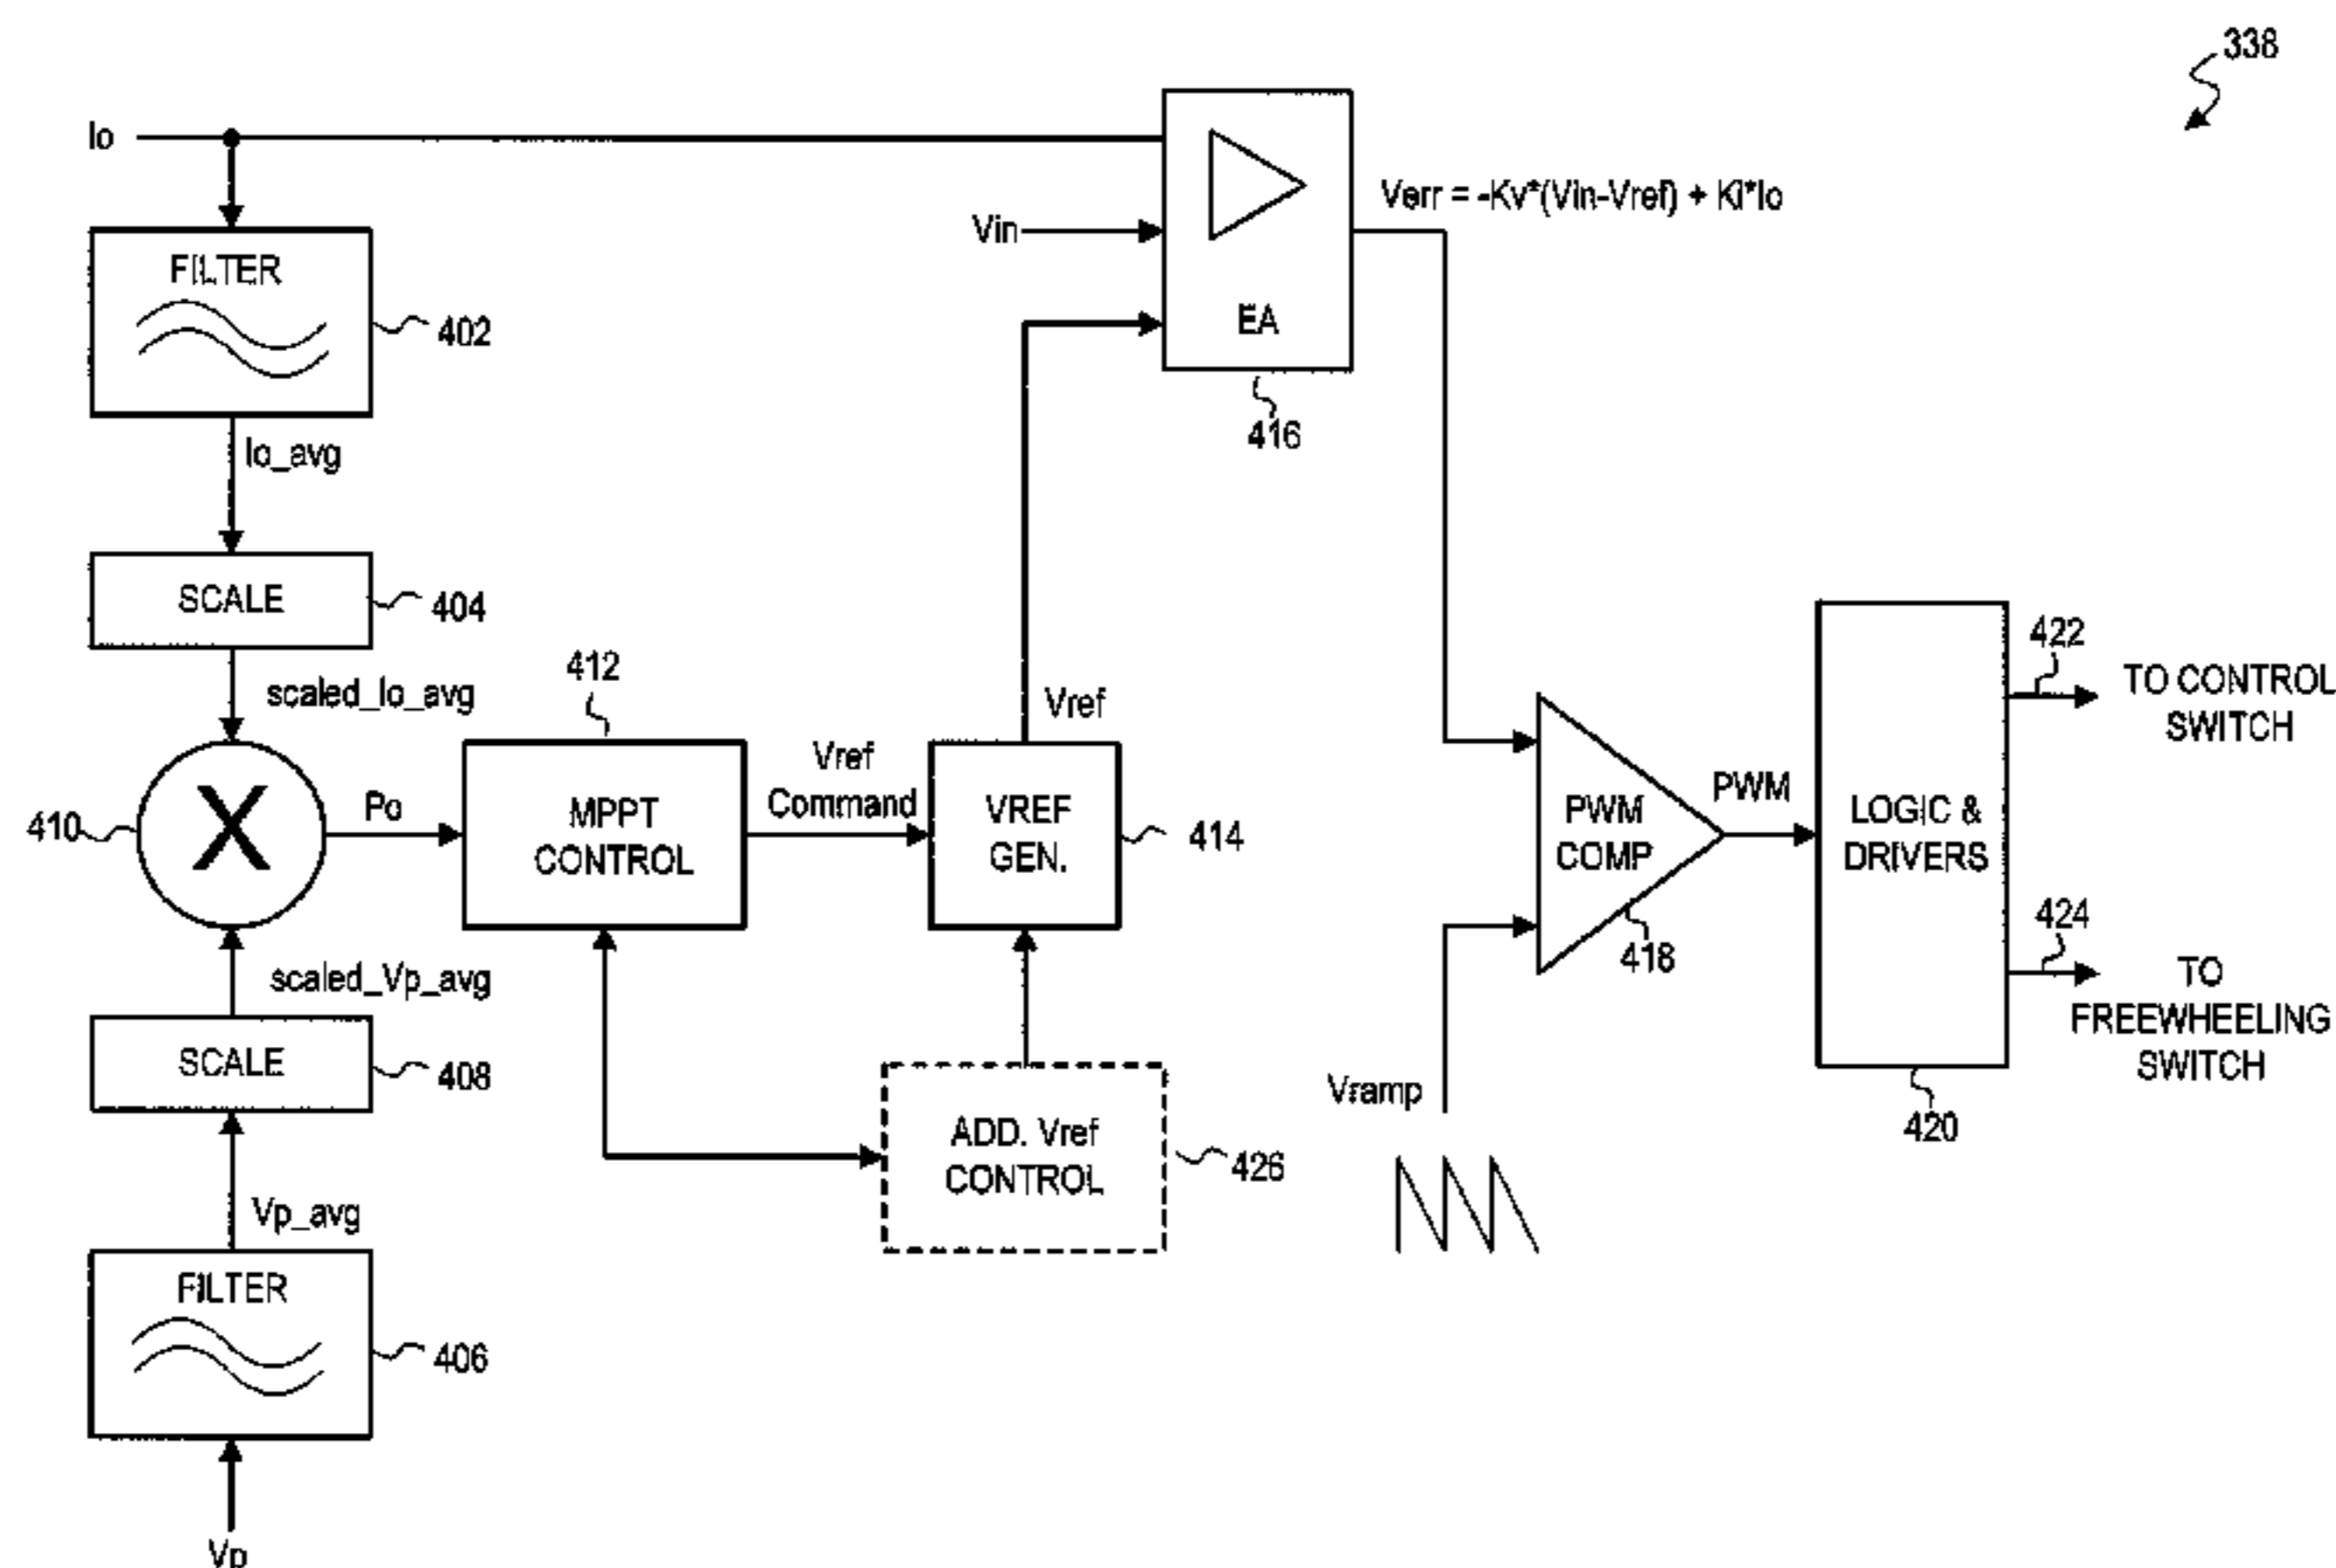 338
Io
Verr = -Kv*(Vin-Vref) + Ki*Io
Vin
FILTER
402
EA
416
Io_avg
SCALE
404
422
412
TO CONTROL
SWITCH
scaled_Io_avg
Vref
Vref
Command
PWM
410
X
Po
MPPT
CONTROL
VREF
GEN.
414
PWM
COMP
LOGIC &
DRIVERS
418
424
scaled_Vp_avg
TO
FREEWHEELING
SWITCH
SCALE
408
Vramp
420
ADD. Vref
CONTROL
426
Vp_avg
FILTER
406
Vp